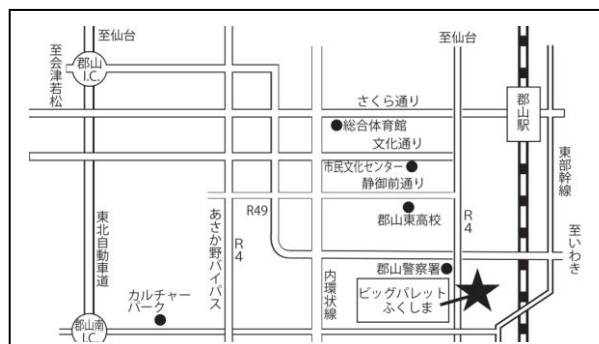 至仙台
至仙台
至会津若松
郡山
I.C.
さくら通り
郡山駅
総合体育館
文化通り
市民文化センター
静御前通り
東部幹線
東北自動車道
あさか野バイパス
R49
R4
郡山東高校
R4
至いわき
内環状線
郡山警察署
ビッグパレット
ふくしま
カルチャー
パーク
郡山南
I.C.